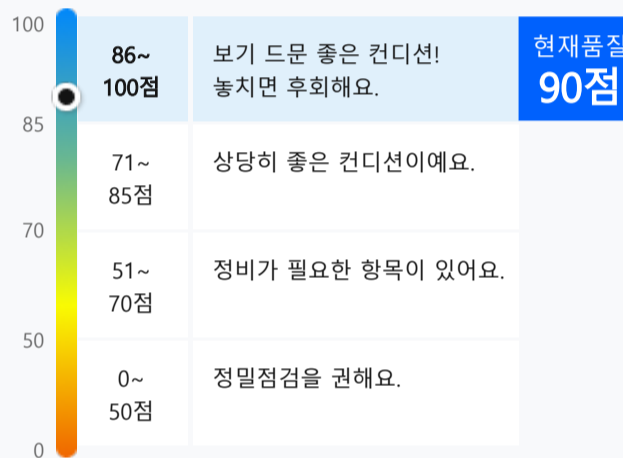 100
86~
100점
보기 드문 좋은 컨디션!
놓치면 후회해요.
현재품질
90점
85
71~
85점
상당히 좋은 컨디션이예요.
70
51~
70점
정비가 필요한 항목이 있어요.
50
0~
50점
정밀점검을 권해요.
0